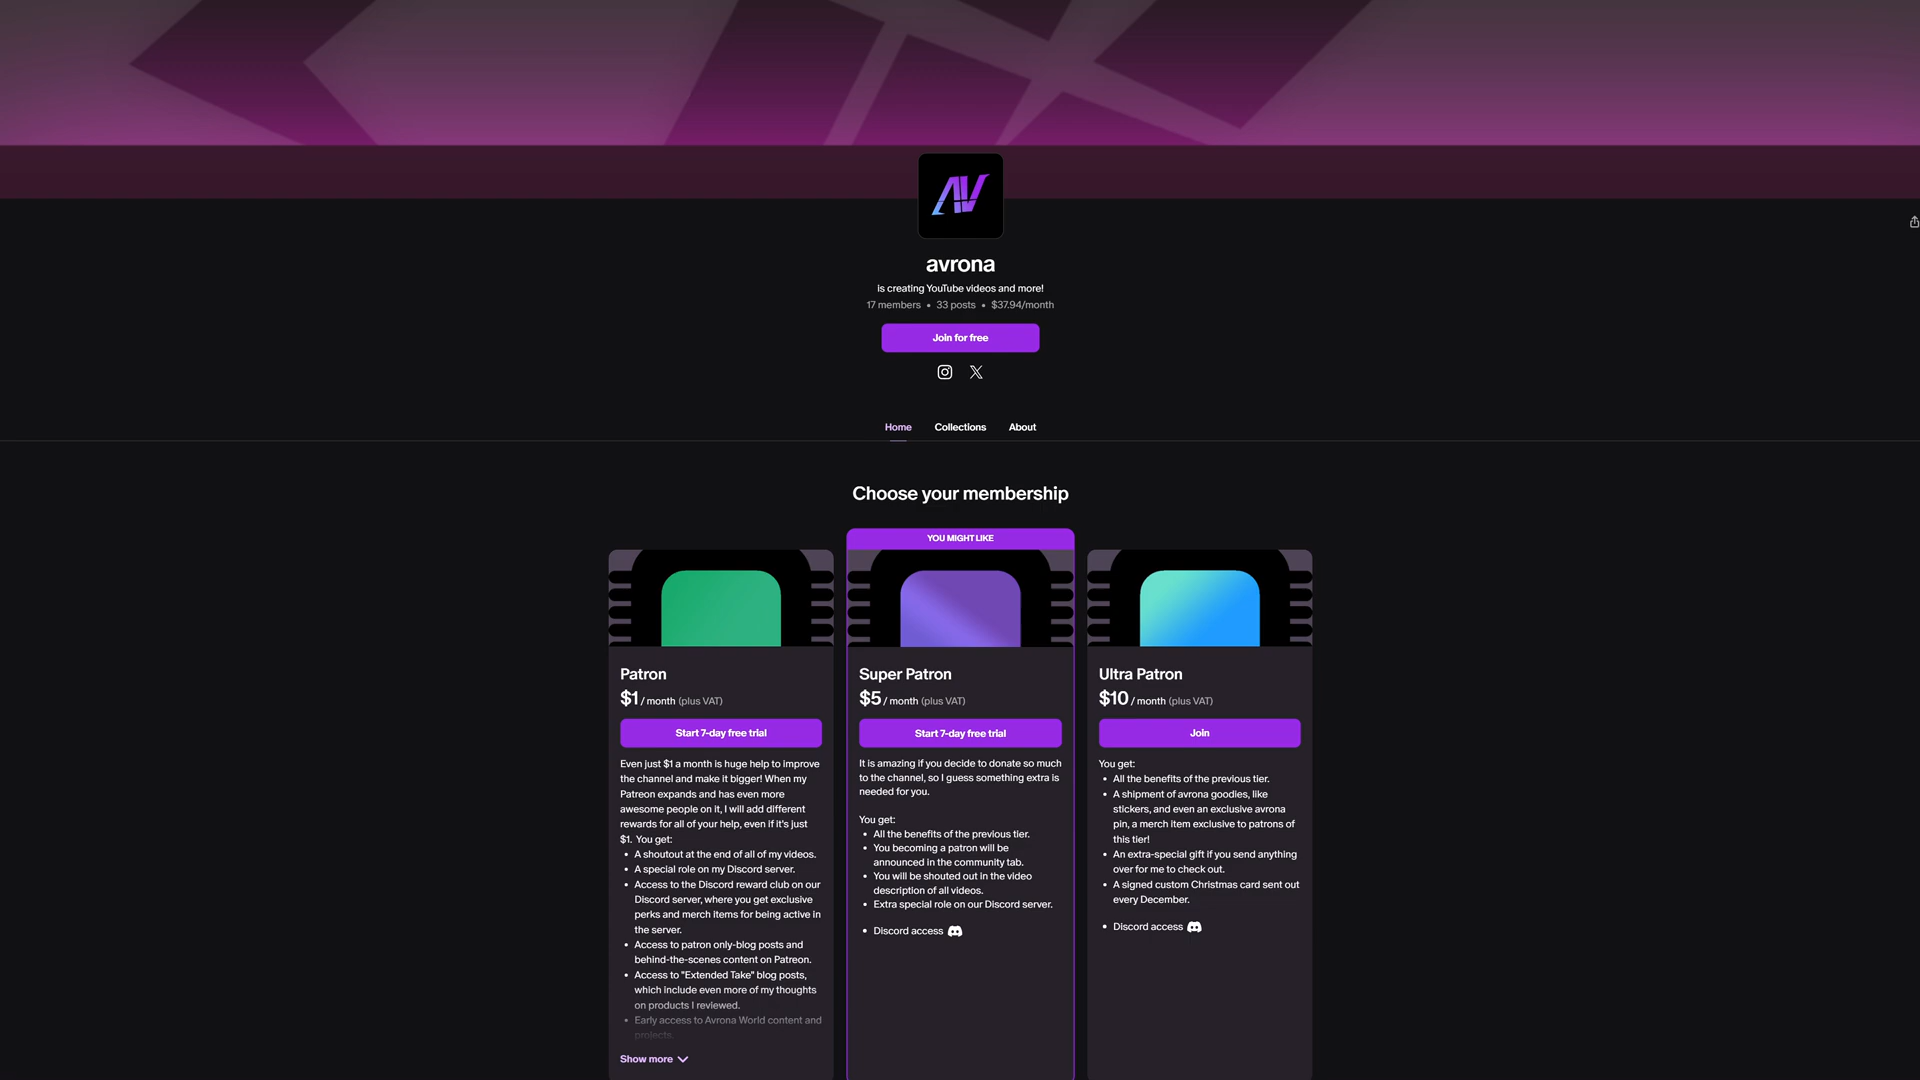 AV
avrona
is creating YouTube videos and more!
17 members • 33 posts • $37.94/month
Join for free
Home Collections About
Choose your membership
Patron
$1 / month (plus VAT)
Start 7-day free trial
Even just $1 a month is huge help to improve
the channel and make it bigger! When my
Patreon expands and has even more
awesome people on it, I will add different
rewards for all of your help, even if it's just
$1. You get:
• A shoutout at the end of all of my videos.
• A special role on my Discord server.
• Access to the Discord reward club on our
Discord server, where you get exclusive
perks and merch items for being active in
the server.
• Access to patron only-blog posts and
behind-the-scenes content on Patreon.
• Access to "Extended Take" blog posts,
which include even more of my thoughts
on products I reviewed.
• Early access to Avrona World content and
projects.
Show more
YOU MIGHT LIKE
Super Patron
$5 / month (plus VAT)
Start 7-day free trial
It is amazing if you decide to donate so much
to the channel, so I guess something extra is
needed for you.
You get:
• All the benefits of the previous tier.
• You becoming a patron will be
announced in the community tab.
• You will be shouted out in the video
description of all videos.
• Extra special role on our Discord server.
• Discord access
Ultra Patron
$10 / month (plus VAT)
Join
You get:
• All the benefits of the previous tier.
• A shipment of avrona goodies, like
stickers, and even an exclusive avrona
pin, a merch item exclusive to patrons of
this tier!
• An extra-special gift if you send anything
over for me to check out.
• A signed custom Christmas card sent out
every December.
• Discord access